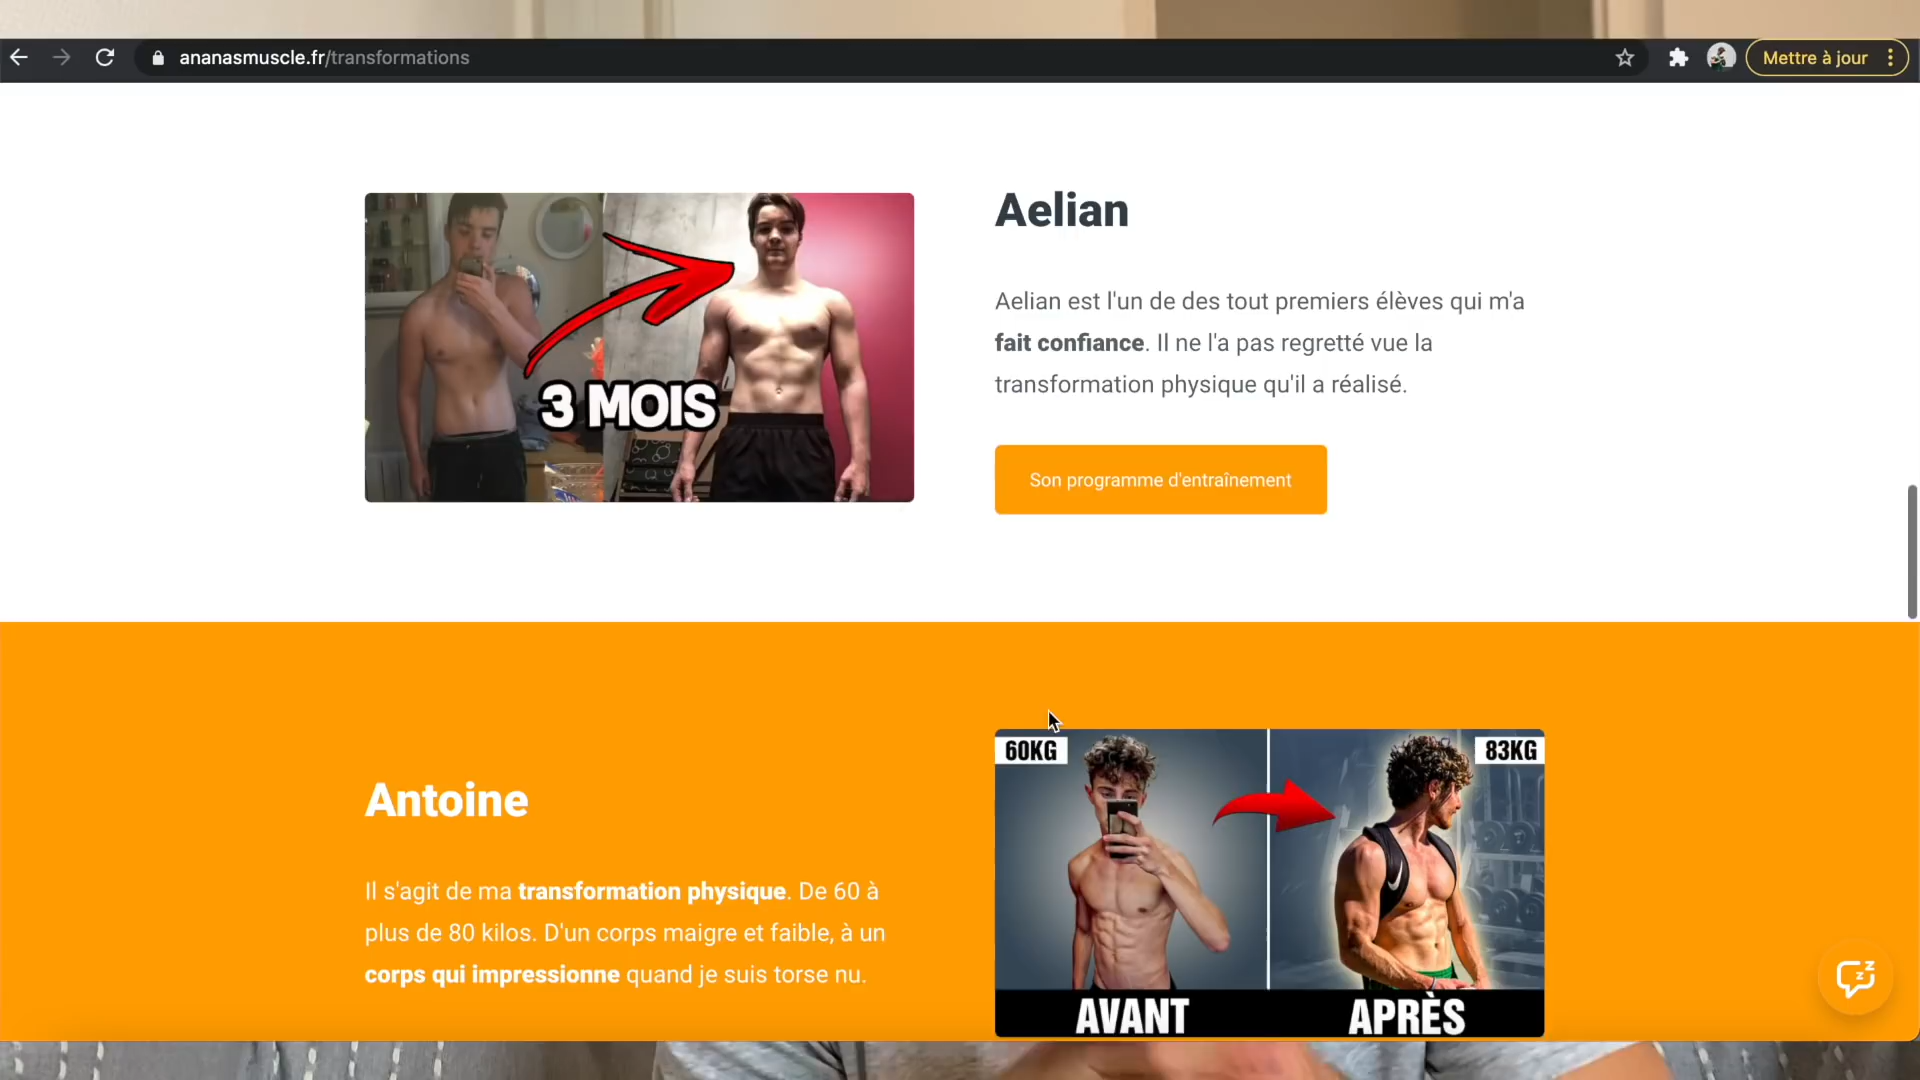 ananasmuscle.fr/transformations
Mettre à jour
3 MOIS
Aelian
Aelian est l'un de des tout premiers élèves qui m'a
fait confiance. Il ne l'a pas regretté vue la
transformation physique qu'il a réalisé.
Son programme d'entraînement
Antoine
Il s'agit de ma transformation physique. De 60 à
plus de 80 kilos. D'un corps maigre et faible, à un
corps qui impressionne quand je suis torse nu.
60KG
83KG
AVANT
APRÈS